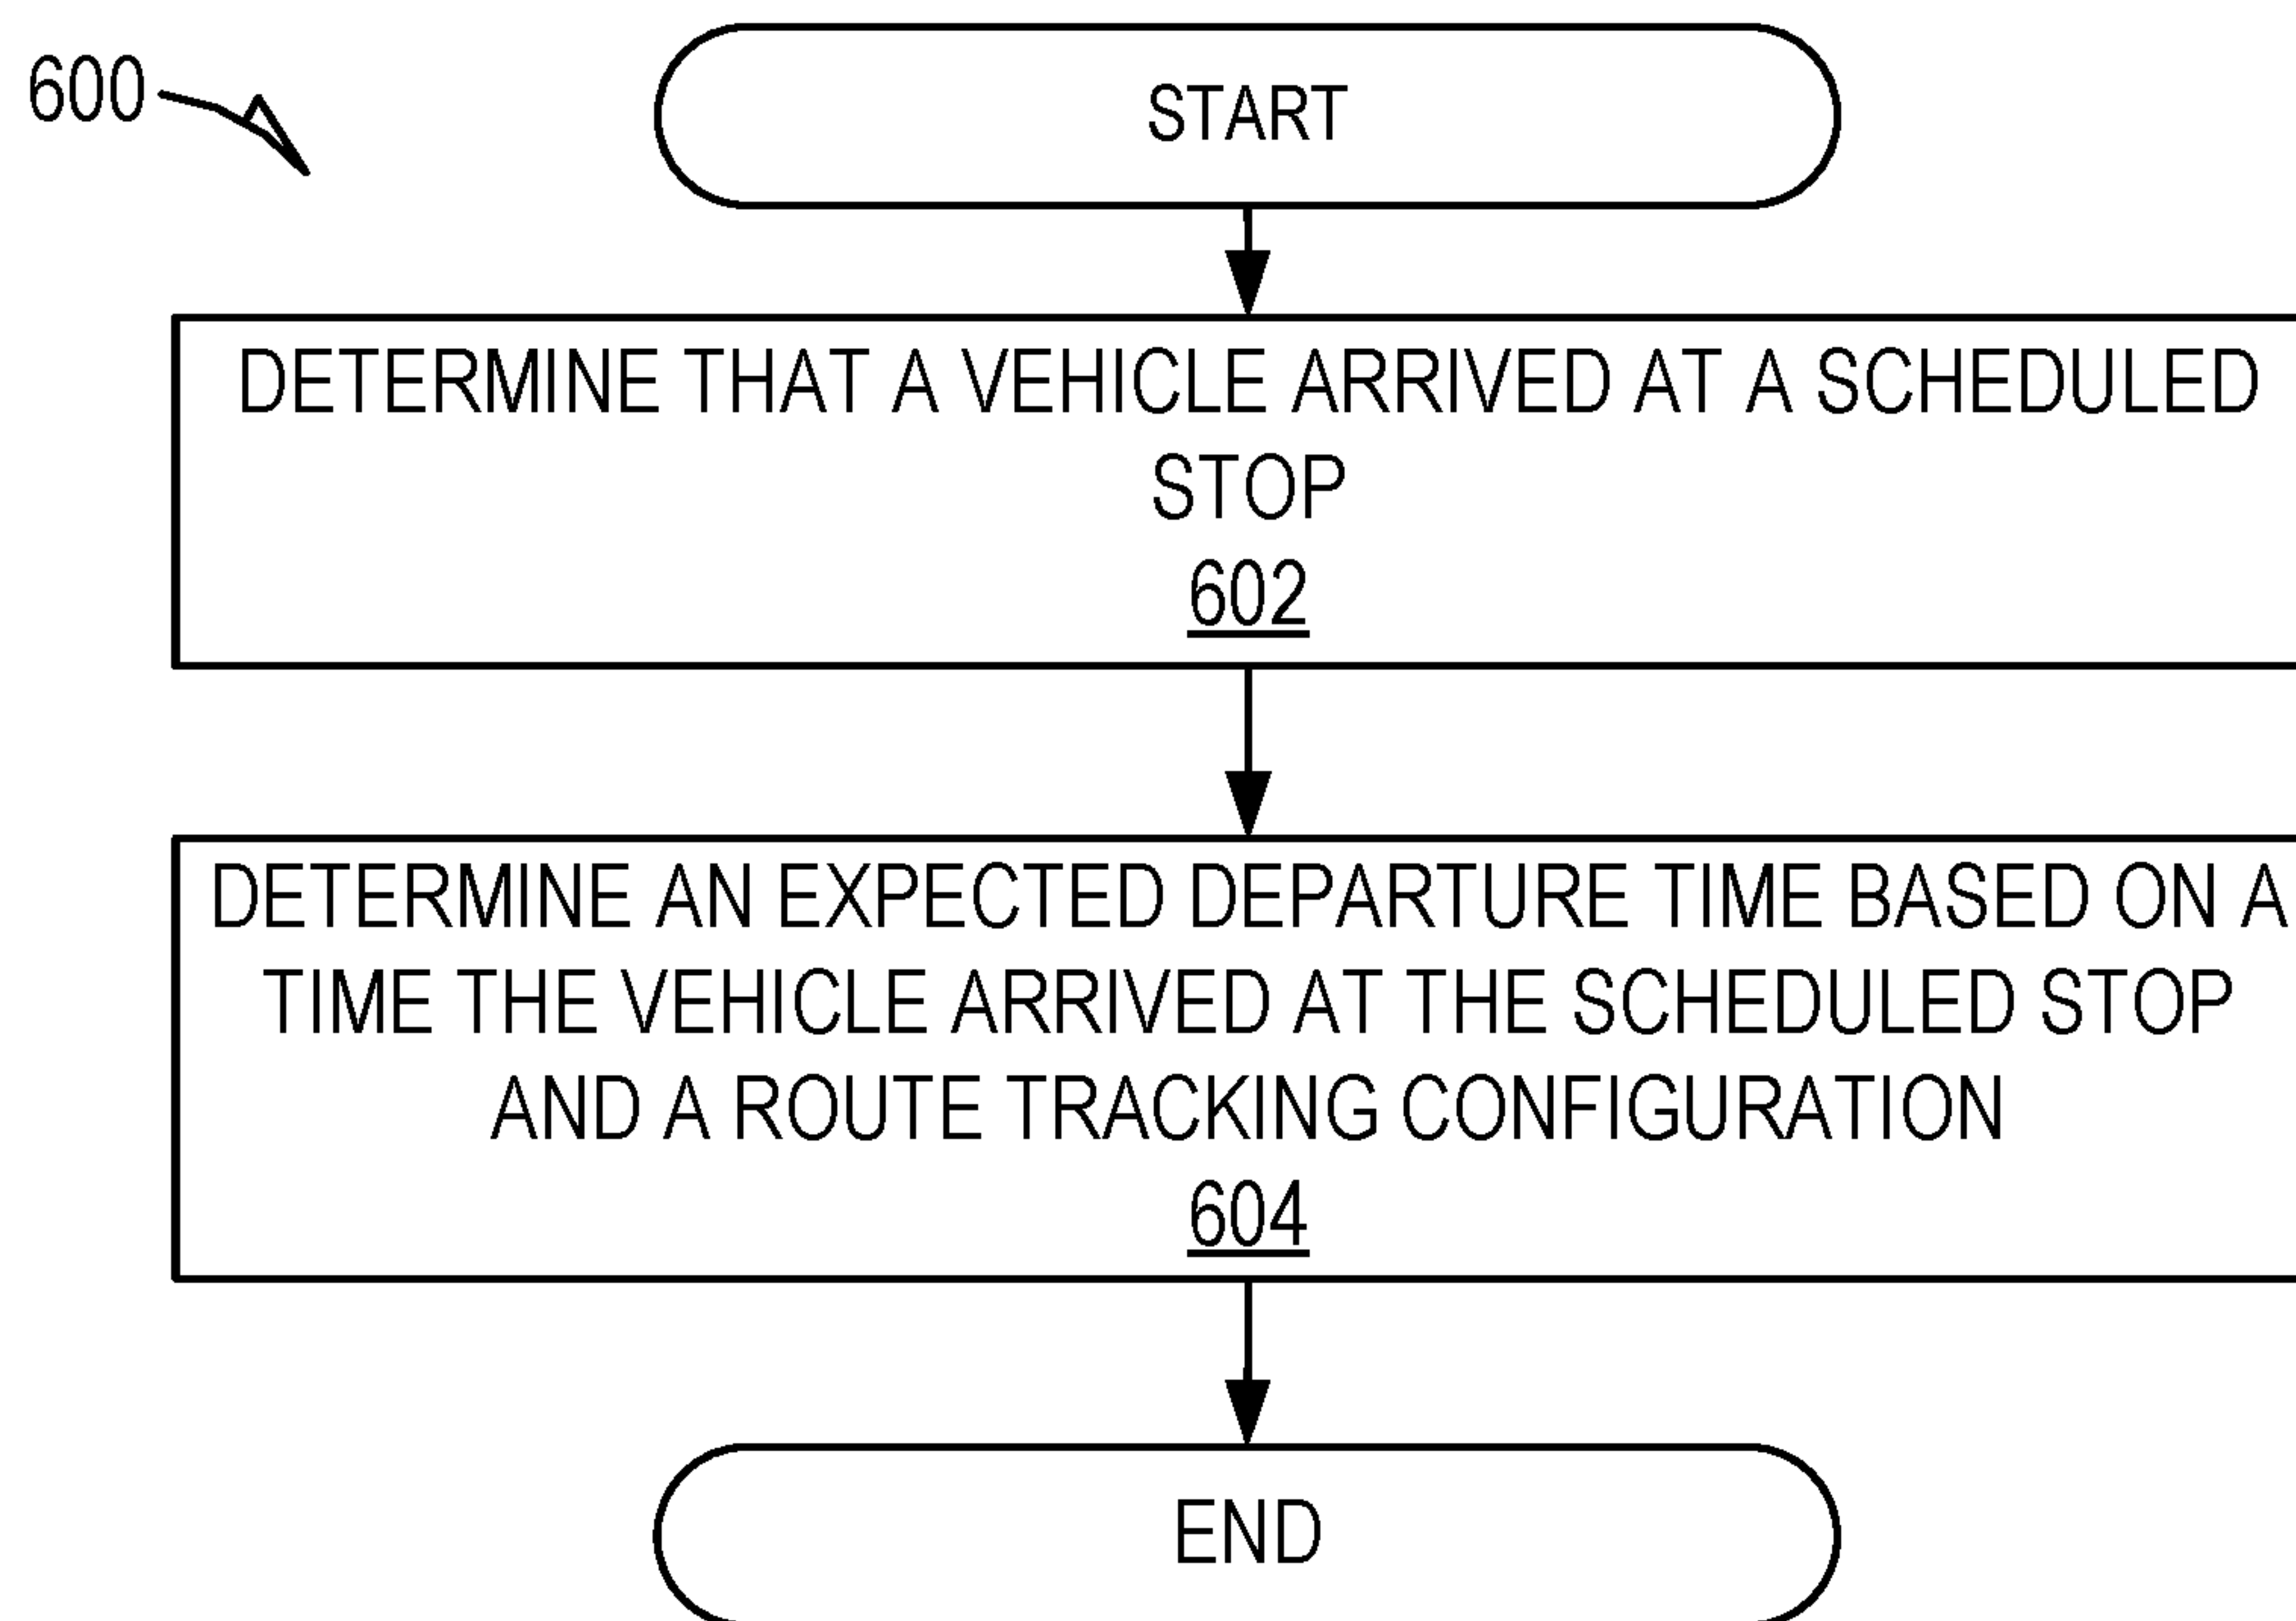 600
START
DETERMINE THAT A VEHICLE ARRIVED AT A SCHEDULED
STOP
602
DETERMINE AN EXPECTED DEPARTURE TIME BASED ON A
TIME THE VEHICLE ARRIVED AT THE SCHEDULED STOP
AND A ROUTE TRACKING CONFIGURATION
604
END